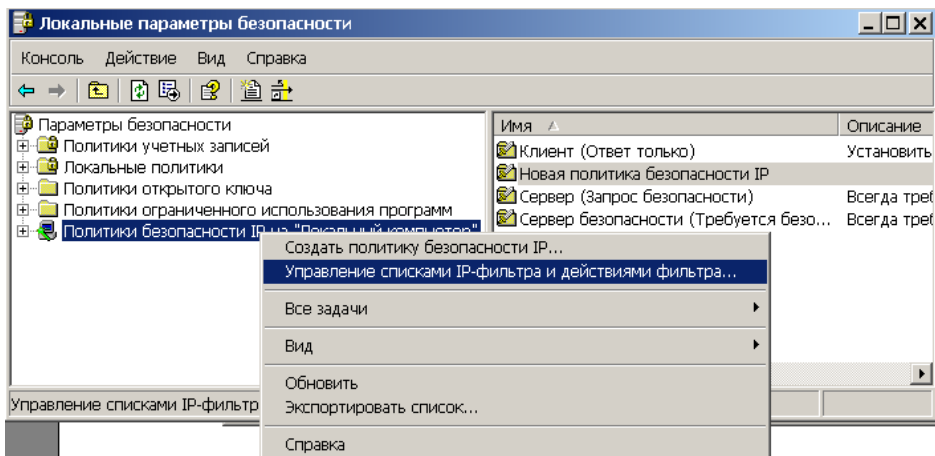 Локальные параметры безопасности
Консоль Действие Вид Справка
Параметры безопасности
Политики учетных записей
Локальные политики
Политики открытого ключа
Политики ограниченного использования программ
Политики безопасности IP на "Локальный компьютер"
Имя Описание
Клиент (Ответ только) Установить
Новая политика безопасности IP
Сервер (Запрос безопасности) Всегда треб
Сервер безопасности (Требуется безо... Всегда треб
Создать политику безопасности IP...
Управление списками IP-фильтра и действиями фильтра...
Все задачи
Вид
Обновить
Экспортировать список...
Справка
Управление списками IP-фильтр